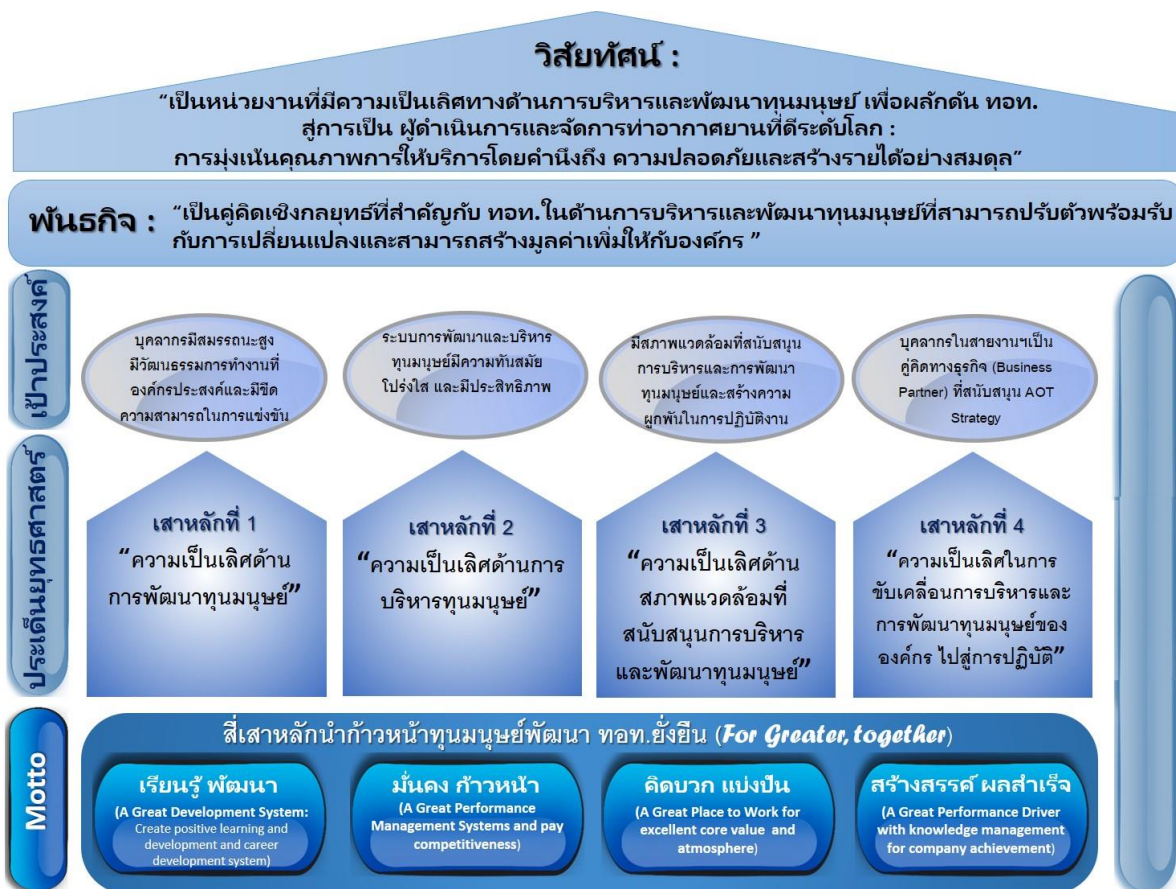 วิสัยทัศน์ :
“เป็นหน่วยงานที่มีความเป็นเลิศทางด้านการบริหารและพัฒนาทุนมนุษย์ เพื่อผลักดัน ทอท.
สู่การเป็น ผู้ดำเนินการและจัดการท่าอากาศยานที่ดีระดับโลก :
การมุ่งเน้นคุณภาพการให้บริการโดยคำนึงถึง ความปลอดภัยและสร้างรายได้อย่างสมดุล”
พันธกิจ :
“เป็นคู่คิดเชิงกลยุทธ์ที่สำคัญกับ ทอท.ในด้านการบริหารและพัฒนาทุนมนุษย์ที่สามารถปรับตัวพร้อมรับ
กับการเปลี่ยนแปลงและสามารถสร้างมูลค่าเพิ่มให้กับองค์กร ”
เป้าประสงค์
บุคลากรมีสมรรถนะสูง
มีวัฒนธรรมการทำงานที่
องค์กรประสงค์และมีขีด
ความสามารถในการแข่งขัน
ระบบการพัฒนาและบริหาร
ทุนมนุษย์มีความทันสมัย
โปร่งใส และมีประสิทธิภาพ
มีสภาพแวดล้อมที่สนับสนุน
การบริหารและการพัฒนา
ทุนมนุษย์และสร้างความ
ผูกพันในการปฏิบัติงาน
บุคลากรในสายงานฯเป็น
คู่คิดทางธุรกิจ (Business
Partner) ที่สนับสนุน AOT
Strategy
ประเด็นยุทธศาสตร์
เสาหลักที่ 1
“ความเป็นเลิศด้าน
การพัฒนาทุนมนุษย์”
เสาหลักที่ 2
“ความเป็นเลิศด้านการ
บริหารทุนมนุษย์”
เสาหลักที่ 3
“ความเป็นเลิศด้าน
สภาพแวดล้อมที่
สนับสนุนการบริหาร
และพัฒนาทุนมนุษย์”
เสาหลักที่ 4
“ความเป็นเลิศในการ
ขับเคลื่อนการบริหารและ
การพัฒนาทุนมนุษย์ของ
องค์กร ไปสู่การปฏิบัติ”
Motto
สี่เสาหลักนำก้าวหน้าทุนมนุษย์พัฒนา ทอท.ยั่งยืน (For Greater, together)
เรียนรู้ พัฒนา
(A Great Development System:
Create positive learning and
development and career
development system)
มั่นคง ก้าวหน้า
(A Great Performance
Management Systems and pay
competitiveness)
คิดบวก แบ่งปัน
(A Great Place to Work for
excellent core value and
atmosphere)
สร้างสรรค์ ผลสำเร็จ
(A Great Performance Driver
with knowledge management
for company achievement)